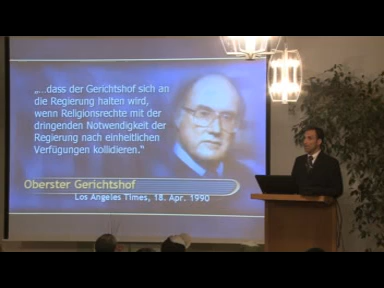 „...dass der Gerichtshof sich an
die Regierung halten wird,
wenn Religionsrechte mit der
dringenden Notwendigkeit der
Regierung nach einheitlichen
Verfügungen kollidieren.“
Oberster Gerichtshof
Los Angeles Times, 18. Apr. 1990